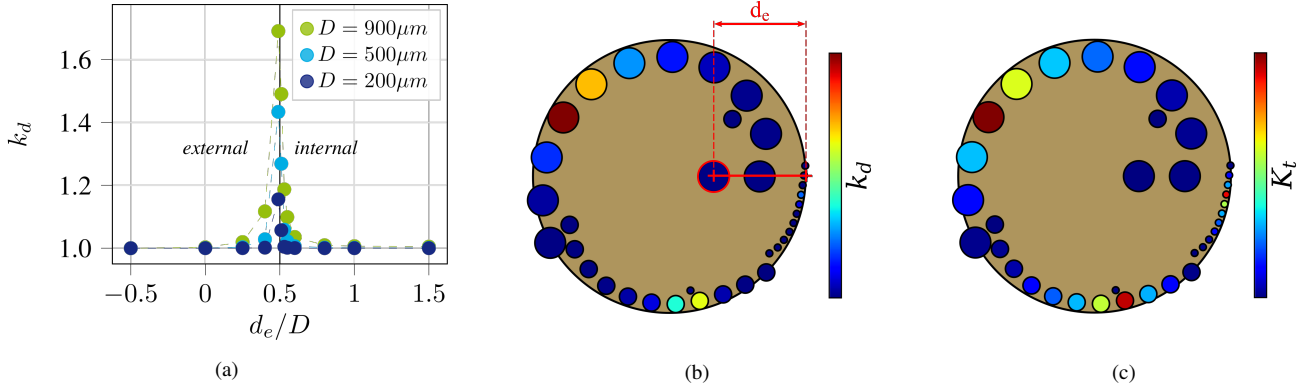 D = 900μm
D = 500μm
D = 200μm
1.6
1.4
1.2
1.0
k_d
external
internal
−0.5
0
0.5
1
1.5
d_e/D
(a)
d_e
k_d
(b)
K_t
(c)